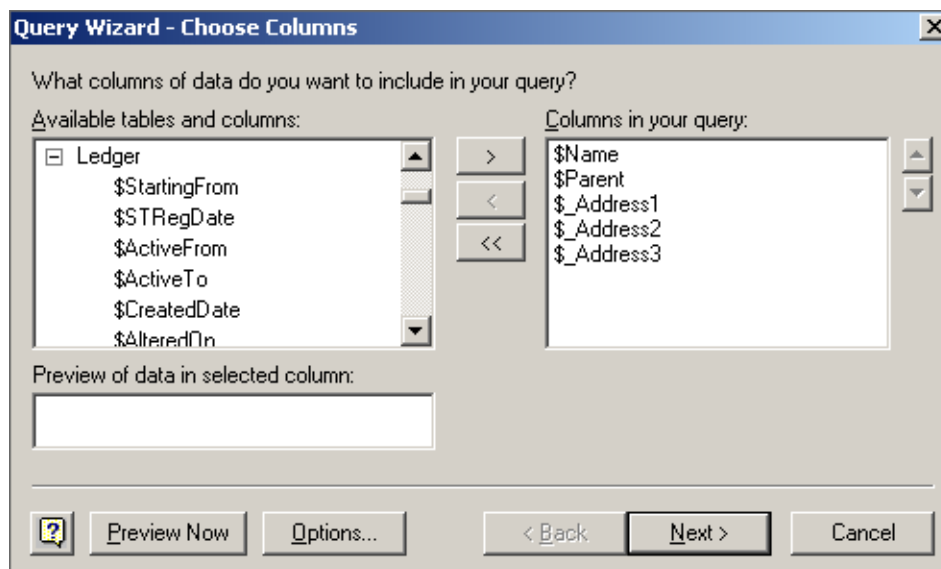 Query Wizard - Choose Columns
What columns of data do you want to include in your query?
Available tables and columns:
Ledger
$StartingFrom
$STRegDate
$ActiveFrom
$ActiveTo
$CreatedDate
$AlteredOn
>
<
<<
Columns in your query:
$Name
$Parent
$_Address1
$_Address2
$_Address3
Preview of data in selected column:
Preview Now
Options...
< Back
Next >
Cancel